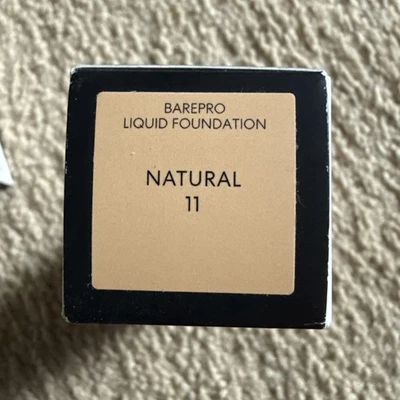 BAREPRO
LIQUID FOUNDATION
NATURAL
11